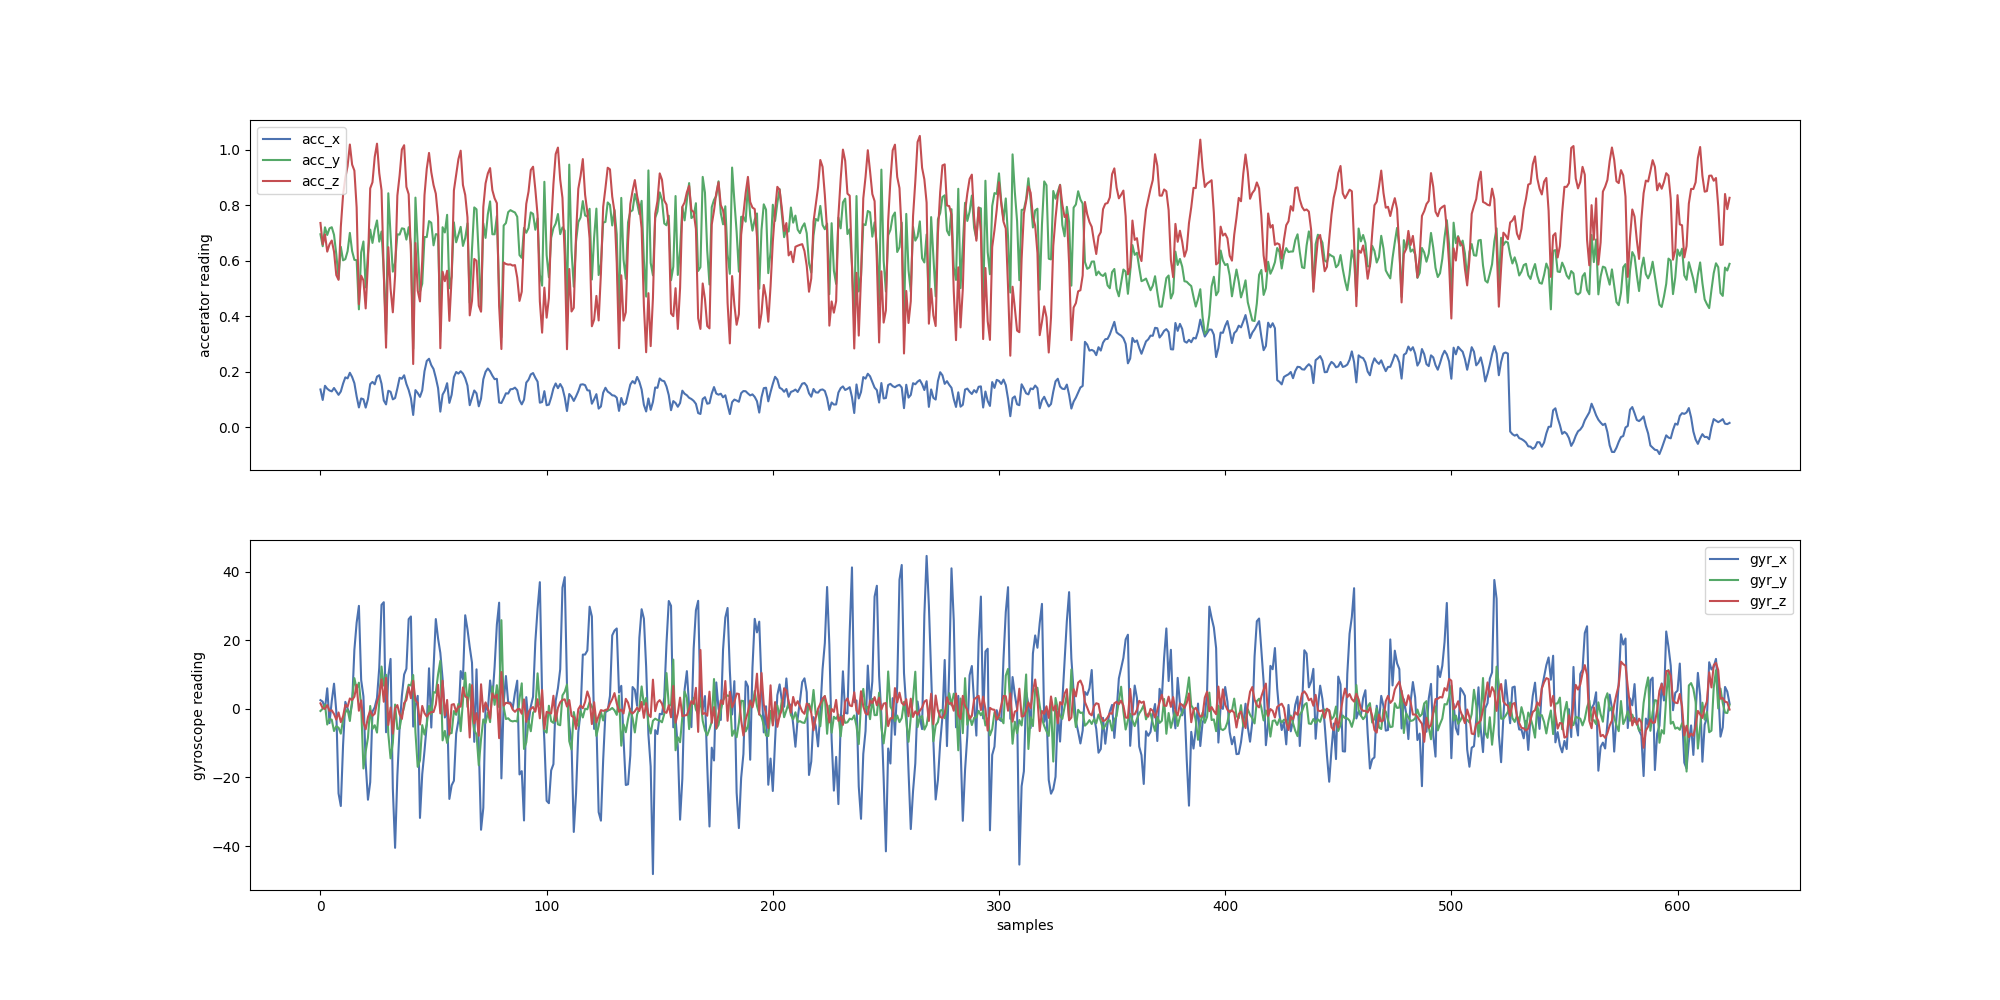 acc_x
acc_y
acc_z
1.0
0.8
0.6
0.4
0.2
0.0
accerator reading
gyr_x
gyr_y
gyr_z
40
20
0
−20
−40
gyroscope reading
0 100 200 300 400 500 600
samples